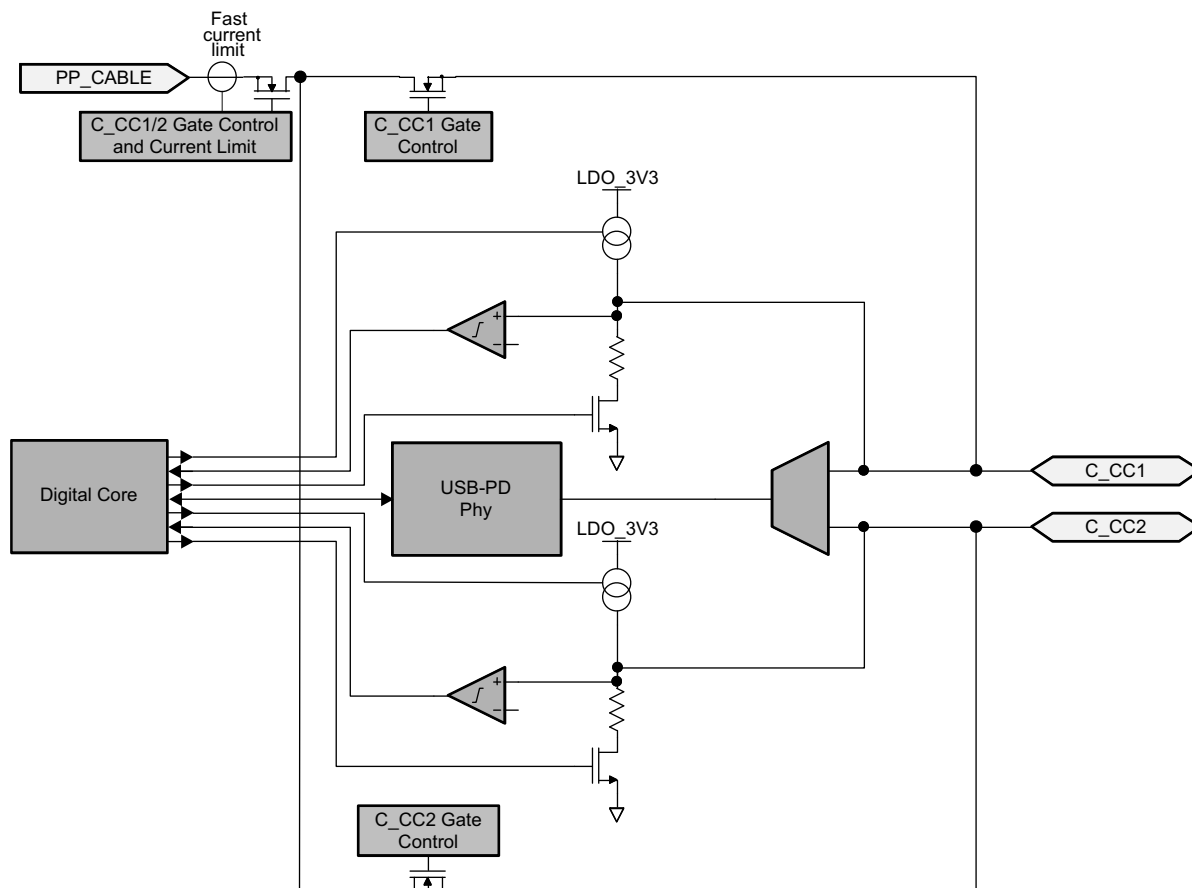 Fast
current
limit
PP_CABLE
C_CC1/2 Gate Control
and Current Limit
C_CC1 Gate
Control
LDO_3V3
+
−
Digital Core
USB-PD
Phy
C_CC1
C_CC2
LDO_3V3
+
−
C_CC2 Gate
Control